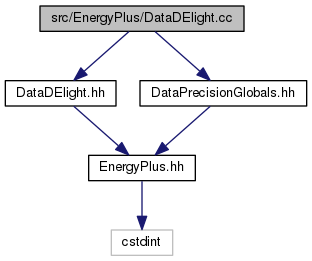 src/EnergyPlus/DataDElight.cc
DataDElight.hh
DataPrecisionGlobals.hh
EnergyPlus.hh
cstdint